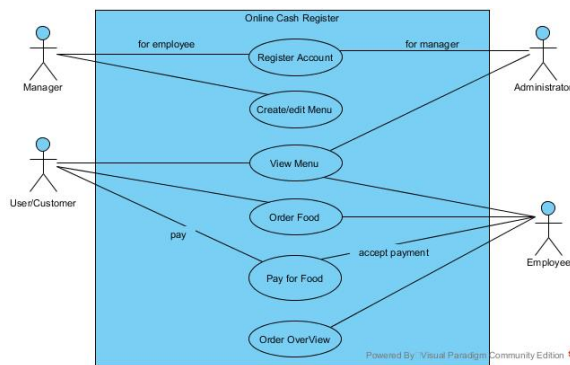 Online Cash Register
for employee
for manager
Register Account
Manager
Administrator
Create/edit Menu
View Menu
User/Customer
Order Food
pay
accept payment
Employee
Pay for Food
Order OverView
Powered By: Visual Paradigm Community Edition